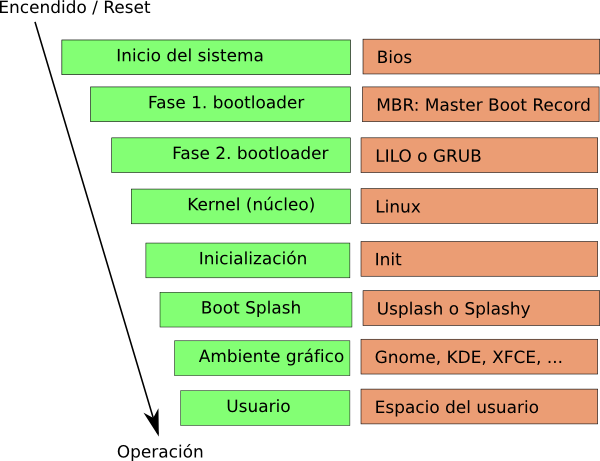 Encendido / Reset
Inicio del sistema
Bios
Fase 1. bootloader
MBR: Master Boot Record
Fase 2. bootloader
LILO o GRUB
Kernel (núcleo)
Linux
Inicialización
Init
Boot Splash
Usplash o Splashy
Ambiente gráfico
Gnome, KDE, XFCE, ...
Usuario
Espacio del usuario
Operación